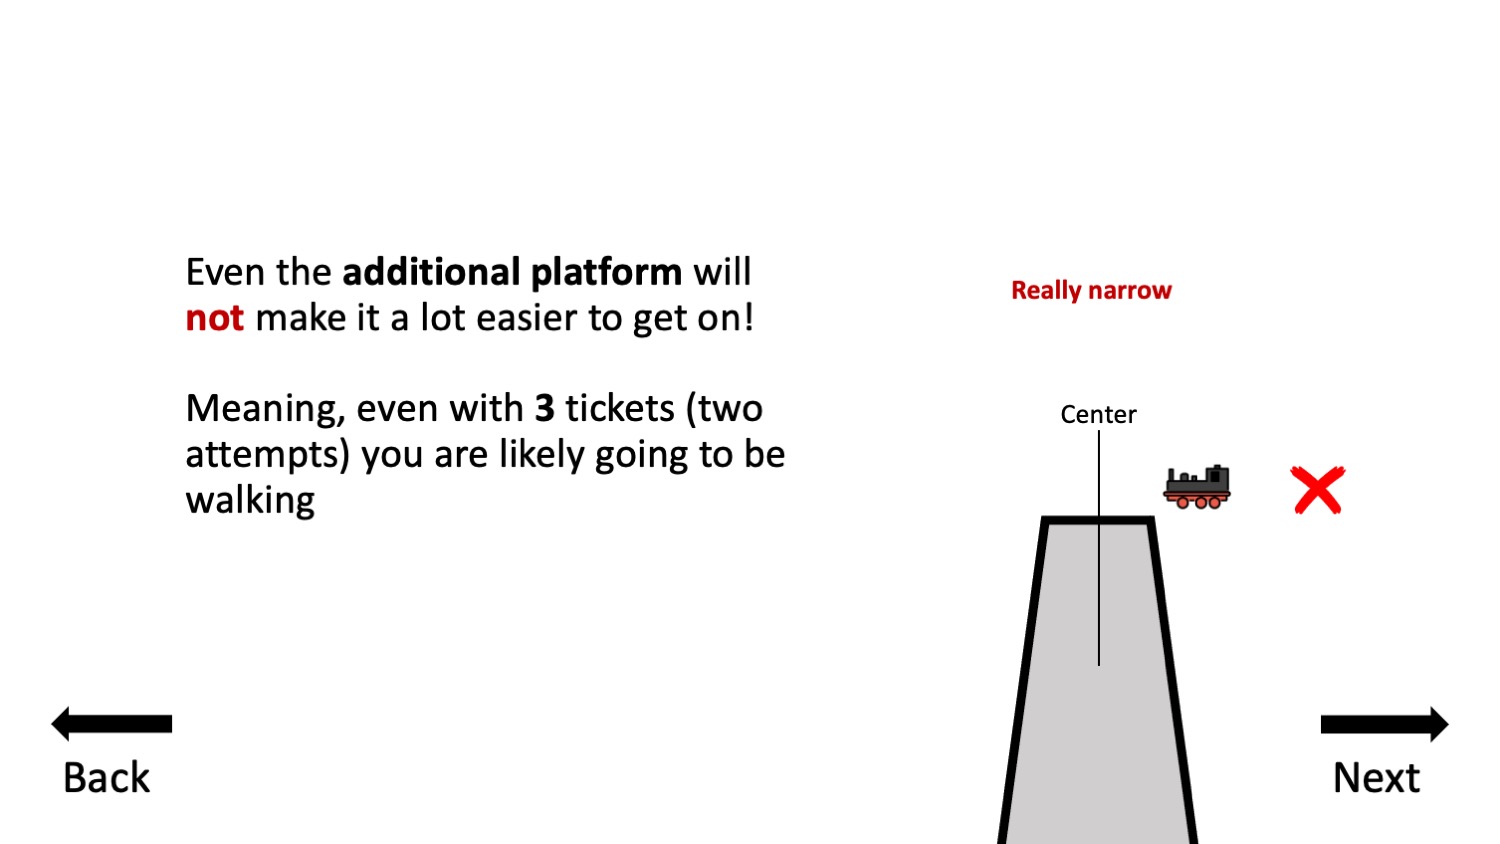 Even the additional platform will
not make it a lot easier to get on!
Meaning, even with 3 tickets (two
attempts) you are likely going to be
walking
Really narrow
Center
Back
Next